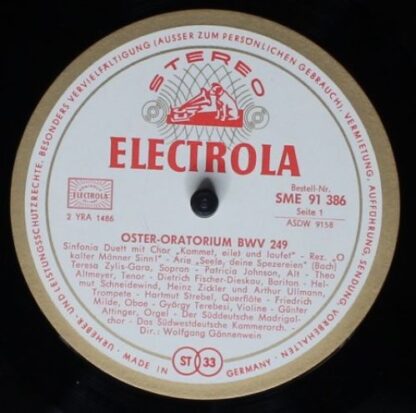 URHEBER- UND LEISTUNGSSCHUTZRECHTE, BESONDERS VERVIELFÄLTIGUNG (AUSSER ZUM PERSÖNLICHEN GEBRAUCH), VERMIETUNG, AUFFÜHRUNG, SENDUNG, VORBEHALTEN
STEREO
ELECTROLA
ELECTROLA
Bestell-Nr.
SME 91 386
Seite 1
2 YRA 1486
ASDW 9158
OSTER-ORATORIUM BWV 249
Sinfonia Duett mit Chor „Kommet, eilet und laufet" - Rez. „O
kalter Männer Sinn!" - Arie „Seele, deine Spezereien" (Bach)
Teresa Zylis-Gara, Sopran - Patricia Johnson, Alt - Theo
Altmeyer, Tenor - Dietrich Fischer-Dieskau, Bariton - Hel-
mut Schneidewind, Heinz Zickler und Arthur Ullmann,
Trompete - Hartmut Strebel, Querflöte - Friedrich
Milde, Oboe - György Terebesi, Violine - Günter
Altinger, Orgel - Der Süddeutsche Madrigal-
chor - Das Südwestdeutsche Kammerorch.
Dir.: Wolfgang Gännewein
MADE IN
ST 33
GERMANY